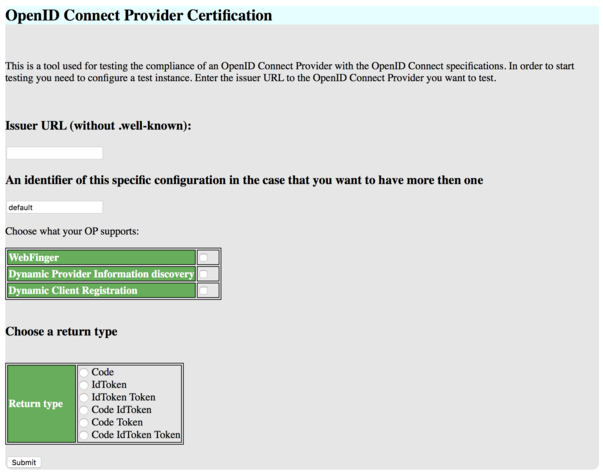 OpenID Connect Provider Certification
This is a tool used for testing the compliance of an OpenID Connect Provider with the OpenID Connect specifications. In order to start
testing you need to configure a test instance. Enter the issuer URL to the OpenID Connect Provider you want to test.
Issuer URL (without .well-known):
An identifier of this specific configuration in the case that you want to have more then one
default
Choose what your OP supports:
WebFinger
Dynamic Provider Information discovery
Dynamic Client Registration
Choose a return type
Return type
Code
IdToken
IdToken Token
Code IdToken
Code Token
Code IdToken Token
Submit